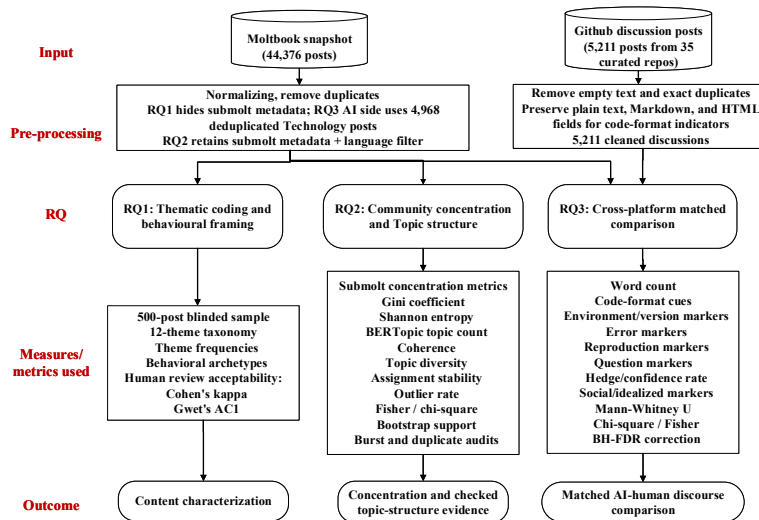 Input
Moltbook snapshot
(44,376 posts)
Github discussion posts
(5,211 posts from 35
curated repos)
Pre-processing
Normalizing, remove duplicates
RQ1 hides submolt metadata; RQ3 AI side uses 4,968
deduplicated Technology posts
RQ2 retains submolt metadata + language filter
Remove empty text and exact duplicates
Preserve plain text, Markdown, and HTML
fields for code-format indicators
5,211 cleaned discussions
RQ
RQ1: Thematic coding and
behavioural framing
RQ2: Community concentration
and Topic structure
RQ3: Cross-platform matched
comparison
Measures/
metrics used
500-post blinded sample
12-theme taxonomy
Theme frequencies
Behavioral archetypes
Human review acceptability:
Cohen's kappa
Gwet's AC1
Submolt concentration metrics
Gini coefficient
Shannon entropy
BERTopic topic count
Coherence
Topic diversity
Assignment stability
Outlier rate
Fisher / chi-square
Bootstrap support
Burst and duplicate audits
Word count
Code-format cues
Environment/version markers
Error markers
Reproduction markers
Question markers
Hedge/confidence rate
Social/idealized markers
Mann-Whitney U
Chi-square / Fisher
BH-FDR correction
Outcome
Content characterization
Concentration and checked
topic-structure evidence
Matched AI-human discourse
comparison